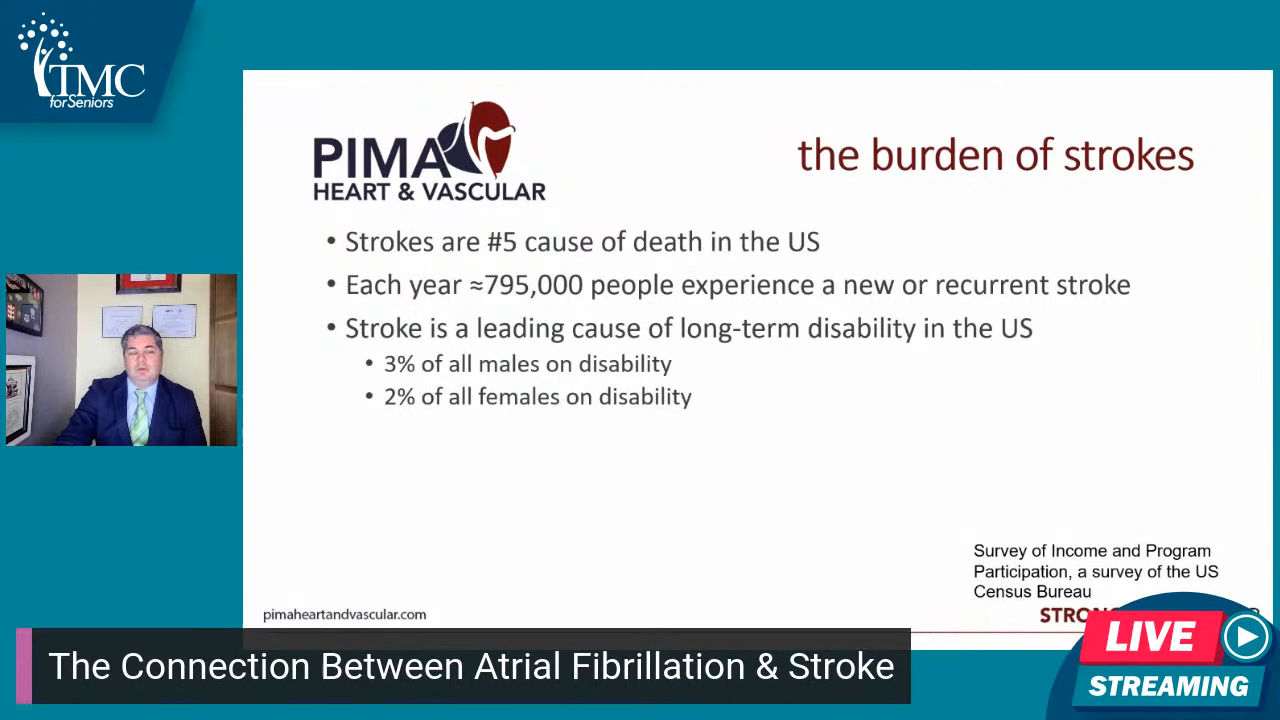 TMC
for Seniors
PIMA
HEART & VASCULAR
the burden of strokes
• Strokes are #5 cause of death in the US
• Each year ≈795,000 people experience a new or recurrent stroke
• Stroke is a leading cause of long-term disability in the US
• 3% of all males on disability
• 2% of all females on disability
Survey of Income and Program
Participation, a survey of the US
Census Bureau
pimaheartandvascular.com
The Connection Between Atrial Fibrillation & Stroke
LIVE
STREAMING